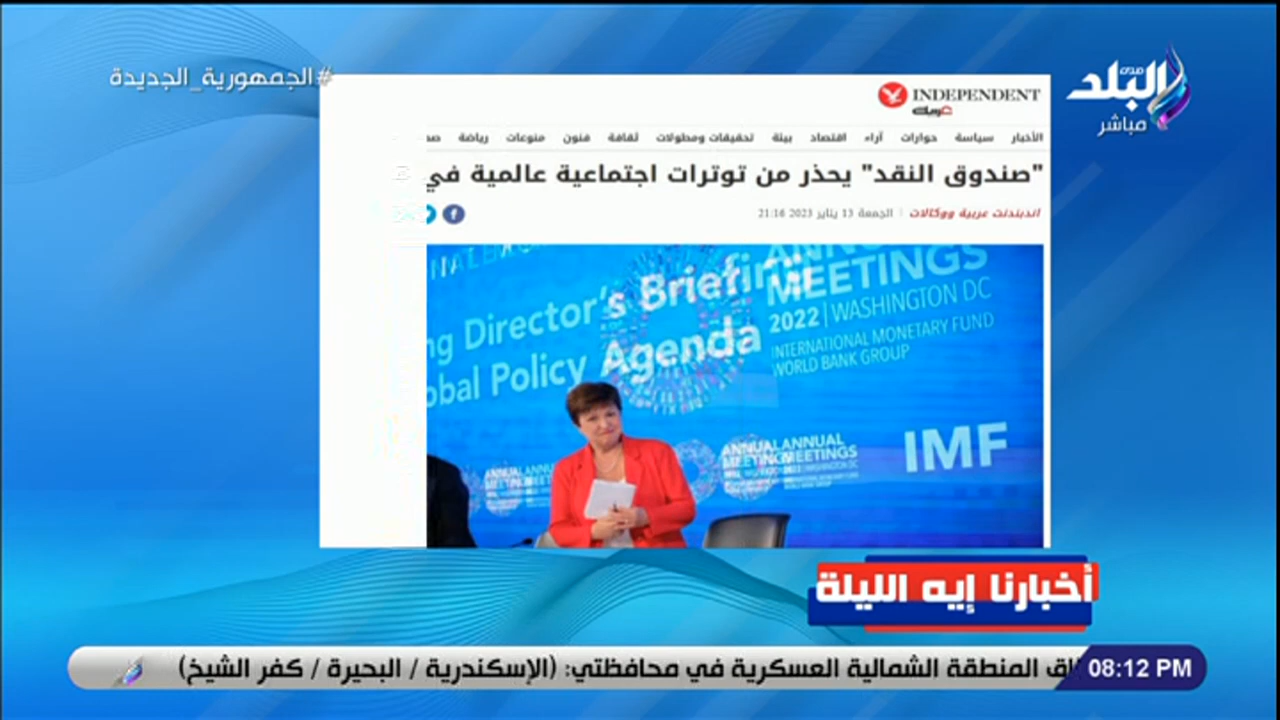 #الجمهورية_الجديدة
صدى
البلد
مباشر
INDEPENDENT
عربية
الأخبار سياسة حوارات آراء اقتصاد بيئة تحقيقات ومطولات ثقافة فنون منوعات رياضة
"صندوق النقد" يحذر من توترات اجتماعية عالمية في
اندبندنت عربية ووكالات | الجمعة 13 يناير 2023 21:16
Director's Briefing
Policy Agenda
ANNUAL
MEETINGS
2022 | WASHINGTON DC
INTERNATIONAL MONETARY FUND
WORLD BANK GROUP
IMF
ANNUAL
MEETINGS
أخبارنا إيه الليلة
المنطقة الشمالية العسكرية في محافظتي: (الإسكندرية / البحيرة / كفر الشيخ)
08:12 PM